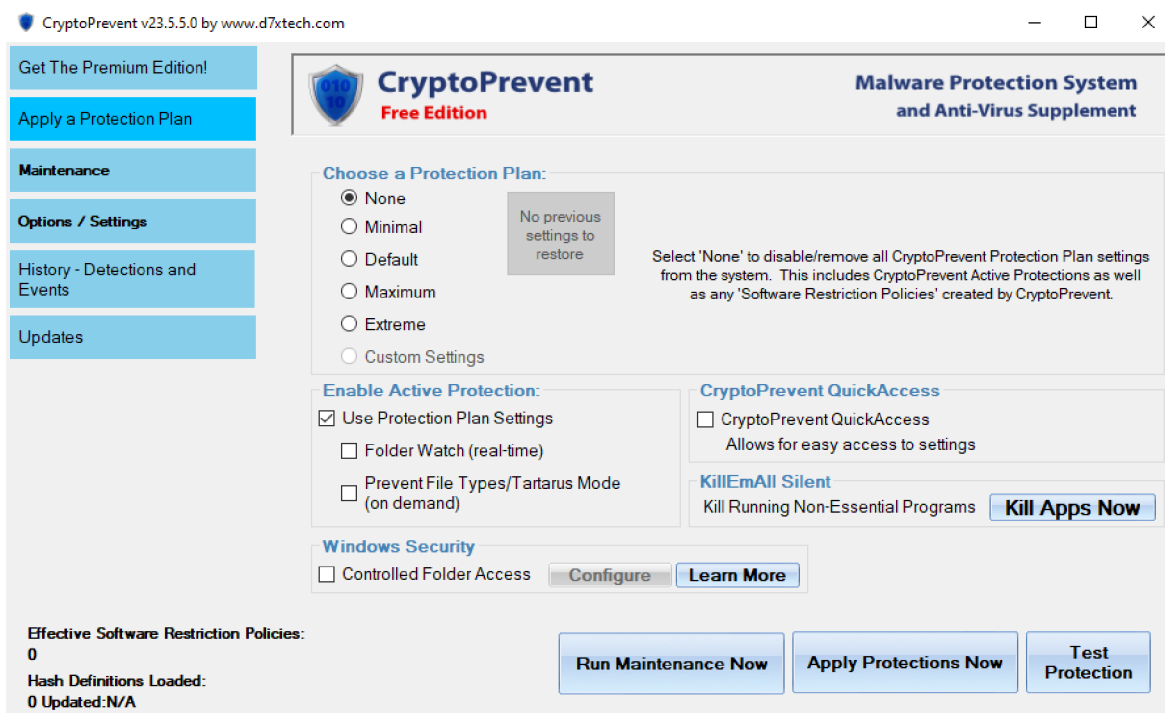 CryptoPrevent v23.5.5.0 by www.d7xtech.com
Get The Premium Edition!
Apply a Protection Plan
Maintenance
Options / Settings
History - Detections and
Events
Updates
010
10
CryptoPrevent
Free Edition
Malware Protection System
and Anti-Virus Supplement
Choose a Protection Plan:
None
Minimal
Default
Maximum
Extreme
Custom Settings
No previous
settings to
restore
Select 'None' to disable/remove all CryptoPrevent Protection Plan settings
from the system. This includes CryptoPrevent Active Protections as well
as any 'Software Restriction Policies' created by CryptoPrevent.
Enable Active Protection:
Use Protection Plan Settings
Folder Watch (real-time)
Prevent File Types/Tartarus Mode
(on demand)
CryptoPrevent QuickAccess
CryptoPrevent QuickAccess
Allows for easy access to settings
KillEmAll Silent
Kill Running Non-Essential Programs
Kill Apps Now
Windows Security
Controlled Folder Access
Configure
Learn More
Effective Software Restriction Policies:
0
Hash Definitions Loaded:
0 Updated:N/A
Run Maintenance Now
Apply Protections Now
Test
Protection